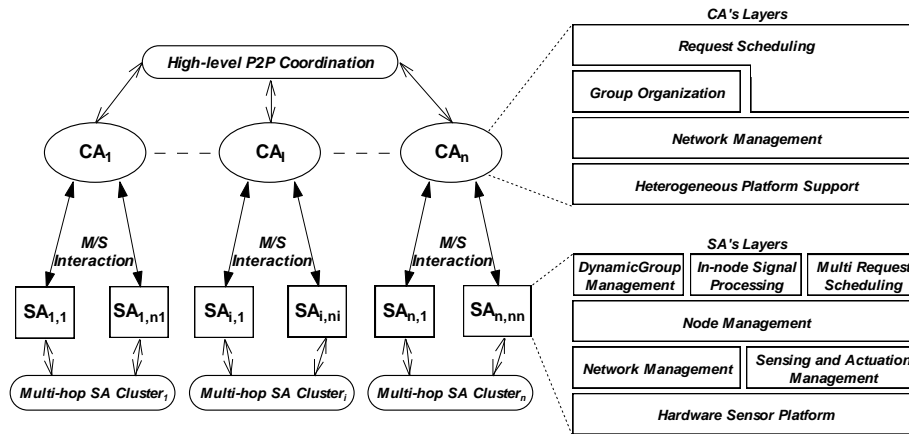 CA's Layers
High-level P2P Coordination
Request Scheduling
Group Organization
Network Management
Heterogeneous Platform Support
CA1
CAi
CAn
M/S
Interaction
M/S
Interaction
M/S
Interaction
SA1,1
SA1,n1
SAi,1
SAi,ni
SAn,1
SAn,nn
Multi-hop SA Cluster1
Multi-hop SA Clusteri
Multi-hop SA Clustern
SA's Layers
DynamicGroup
Management
In-node Signal
Processing
Multi Request
Scheduling
Node Management
Network Management
Sensing and Actuation
Management
Hardware Sensor Platform